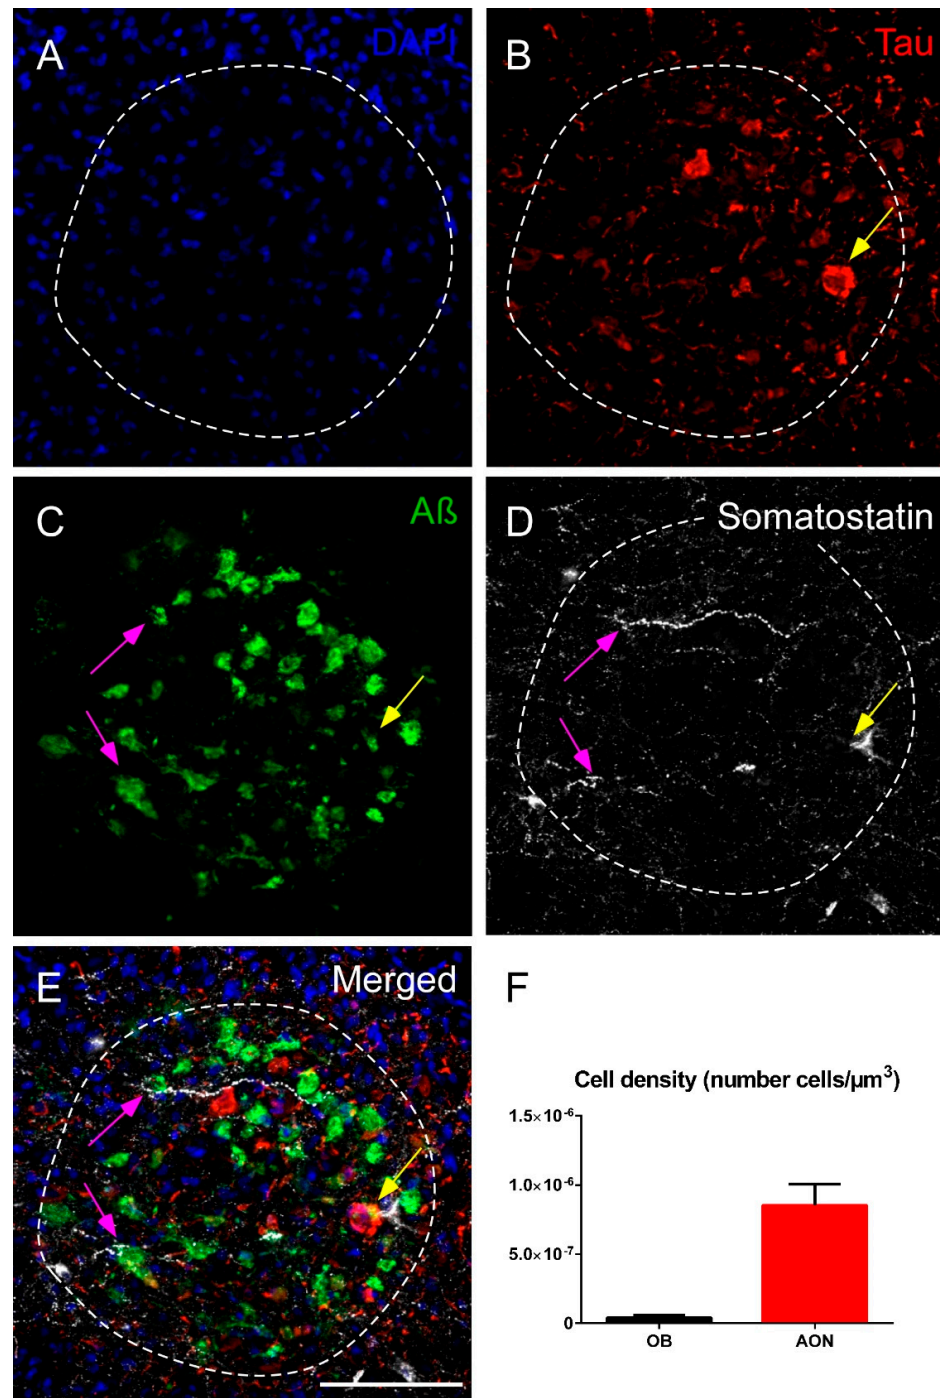 A DAPI
B Tau
C Aß
D Somatostatin
E Merged
F
Cell density (number cells/µm³)
1.5×10⁻⁶
1.0×10⁻⁶
5.0×10⁻⁷
0
OB AON